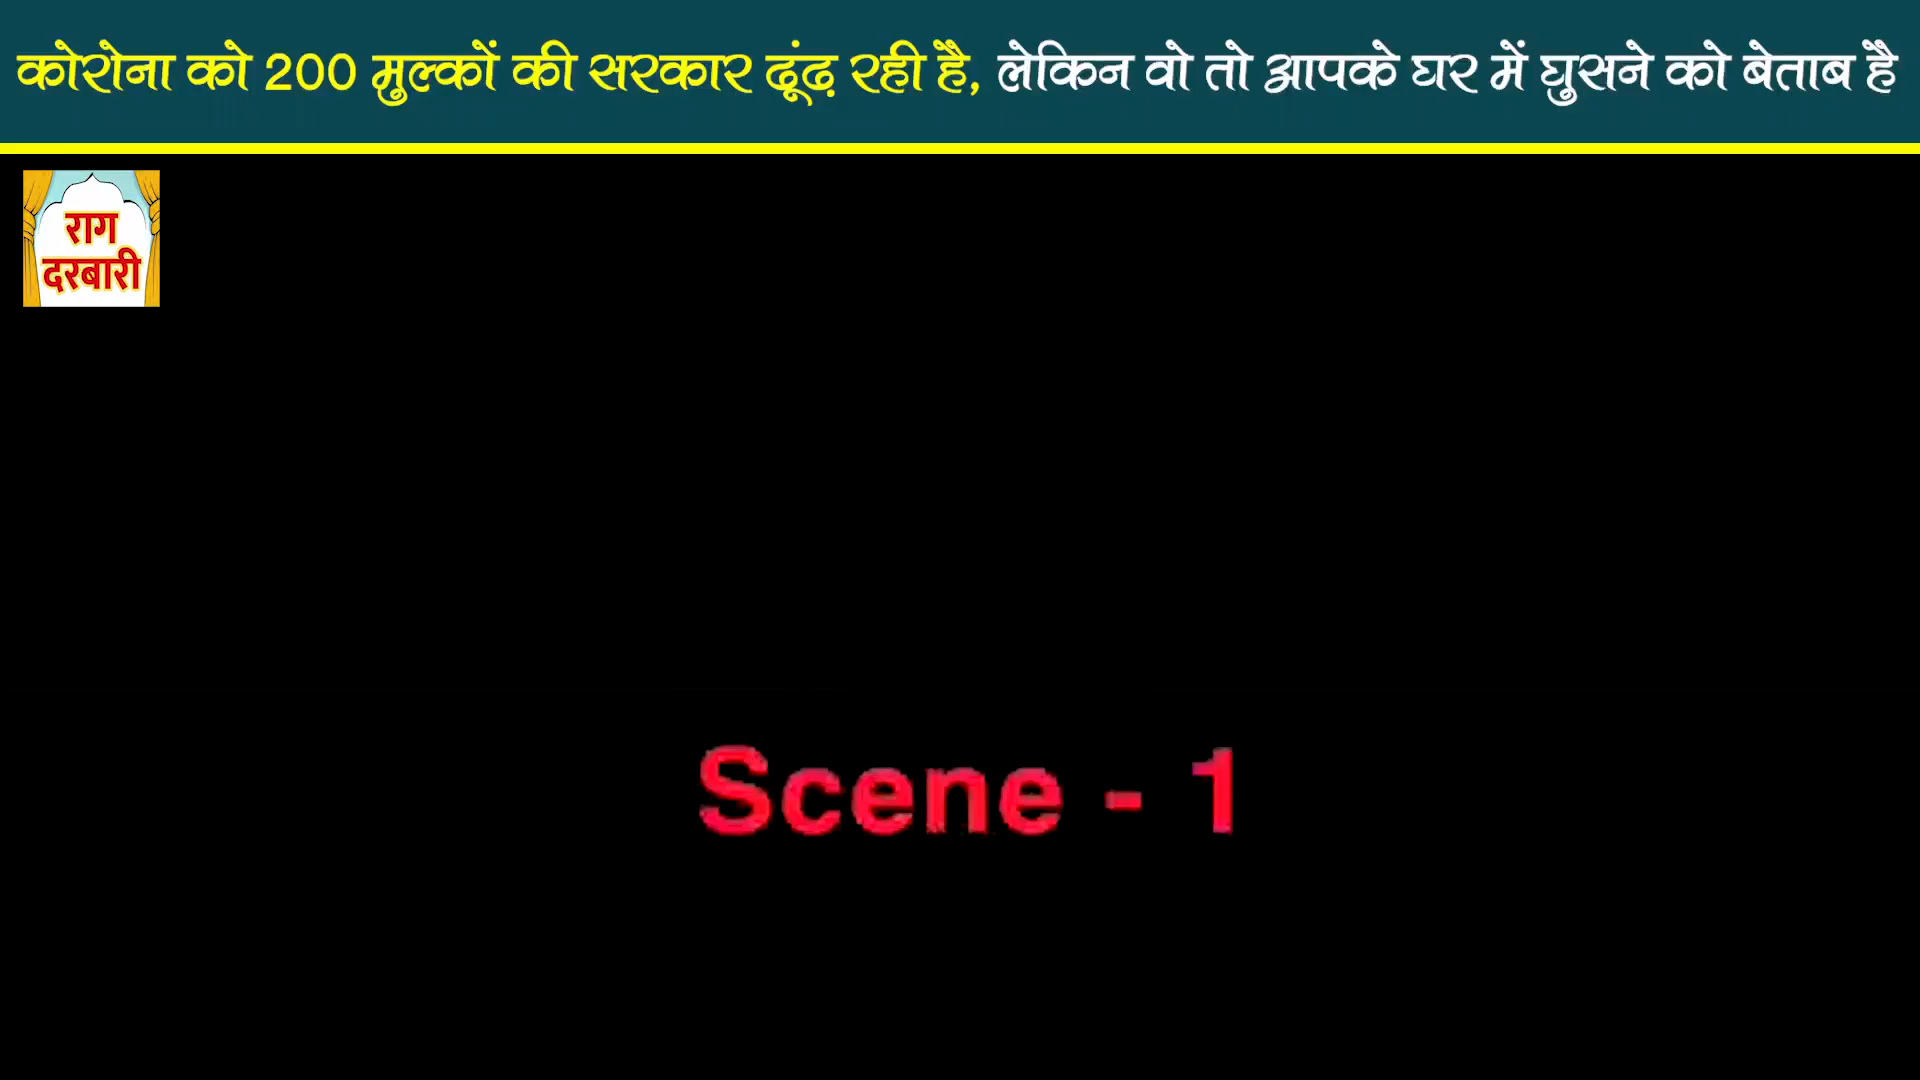 कोरोना को 200 मुल्कों की सरकार ढूंढ़ रही है, लेकिन वो तो आपके घर में घुसने को बेताब है
राग
दरबारी
Scene - 1